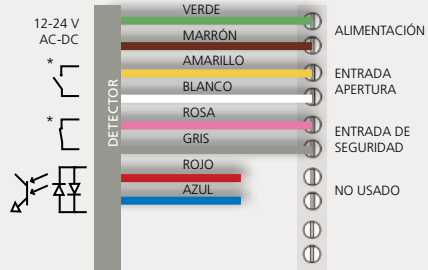 12-24 V
AC-DC
*
*
DETECTOR
VERDE
MARRÓN
AMARILLO
BLANCO
ROSA
GRIS
ROJO
AZUL
ALIMENTACIÓN
ENTRADA
APERTURA
ENTRADA DE
SEGURIDAD
NO USADO